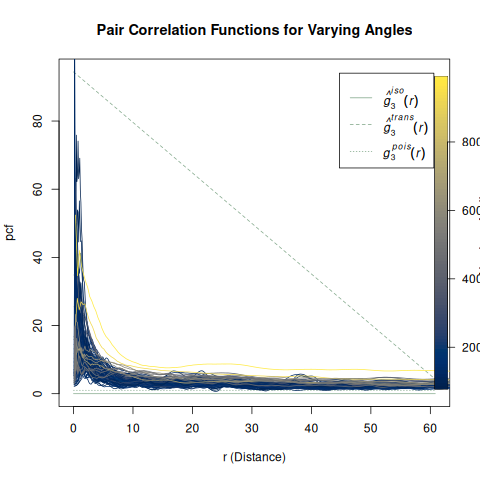 Pair Correlation Functions for Varying Angles
ĝ₃ⁱˢᵒ(r)
ĝ₃ᵗʳᵃⁿˢ(r)
g₃ᵖᵒⁱˢ(r)
pcf
0
20
40
60
80
200
400
600
800
0 10 20 30 40 50 60
r (Distance)